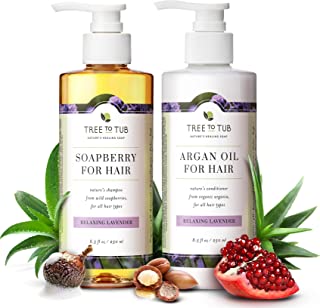 TREE TO TUB
NATURE'S HEALING SOAP
SOAPBERRY
FOR HAIR
nature's shampoo
from wild soapberries,
for all hair types
RELAXING LAVENDER
8.5 fl oz / 250 ml
TREE TO TUB
NATURE'S HEALING SOAP
ARGAN OIL
FOR HAIR
nature's conditioner
from organic argania,
for all hair types
RELAXING LAVENDER
8.5 fl oz / 250 ml